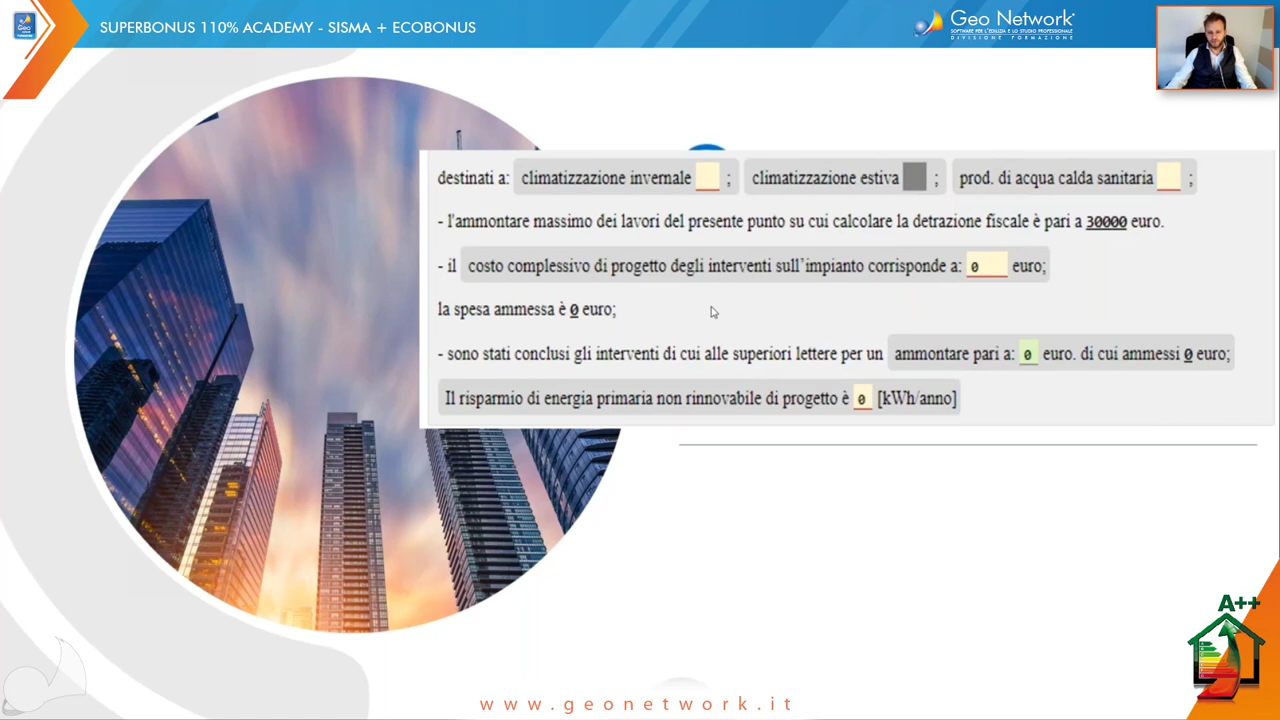 SUPERBONUS 110% ACADEMY - SISMA + ECOBONUS
Geo Network
SOFTWARE PER L'EDILIZIA E LO STUDIO PROFESSIONALE
DIVISIONE FORMAZIONE
destinati a: climatizzazione invernale ; climatizzazione estiva ; prod. di acqua calda sanitaria ;
- l'ammontare massimo dei lavori del presente punto su cui calcolare la detrazione fiscale è pari a 30000 euro.
- il costo complessivo di progetto degli interventi sull'impianto corrisponde a: 0 euro;
la spesa ammessa è 0 euro;
- sono stati conclusi gli interventi di cui alle superiori lettere per un ammontare pari a: 0 euro. di cui ammessi 0 euro;
Il risparmio di energia primaria non rinnovabile di progetto è 0 [kWh/anno]
A++
www.geonetwork.it